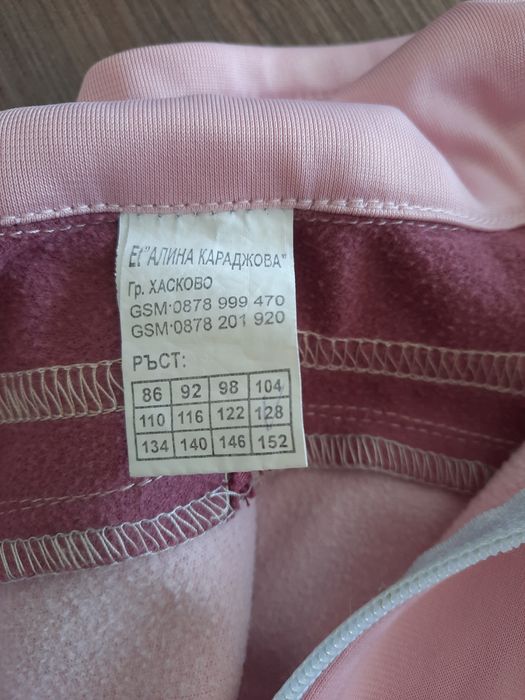 ЕТ"АЛИНА КАРАДЖОВА"
Гр. ХАСКОВО
GSM·0878 999 470
GSM·0878 201 920
РЪСТ:
86 92 98 104
110 116 122 128
134 140 146 152